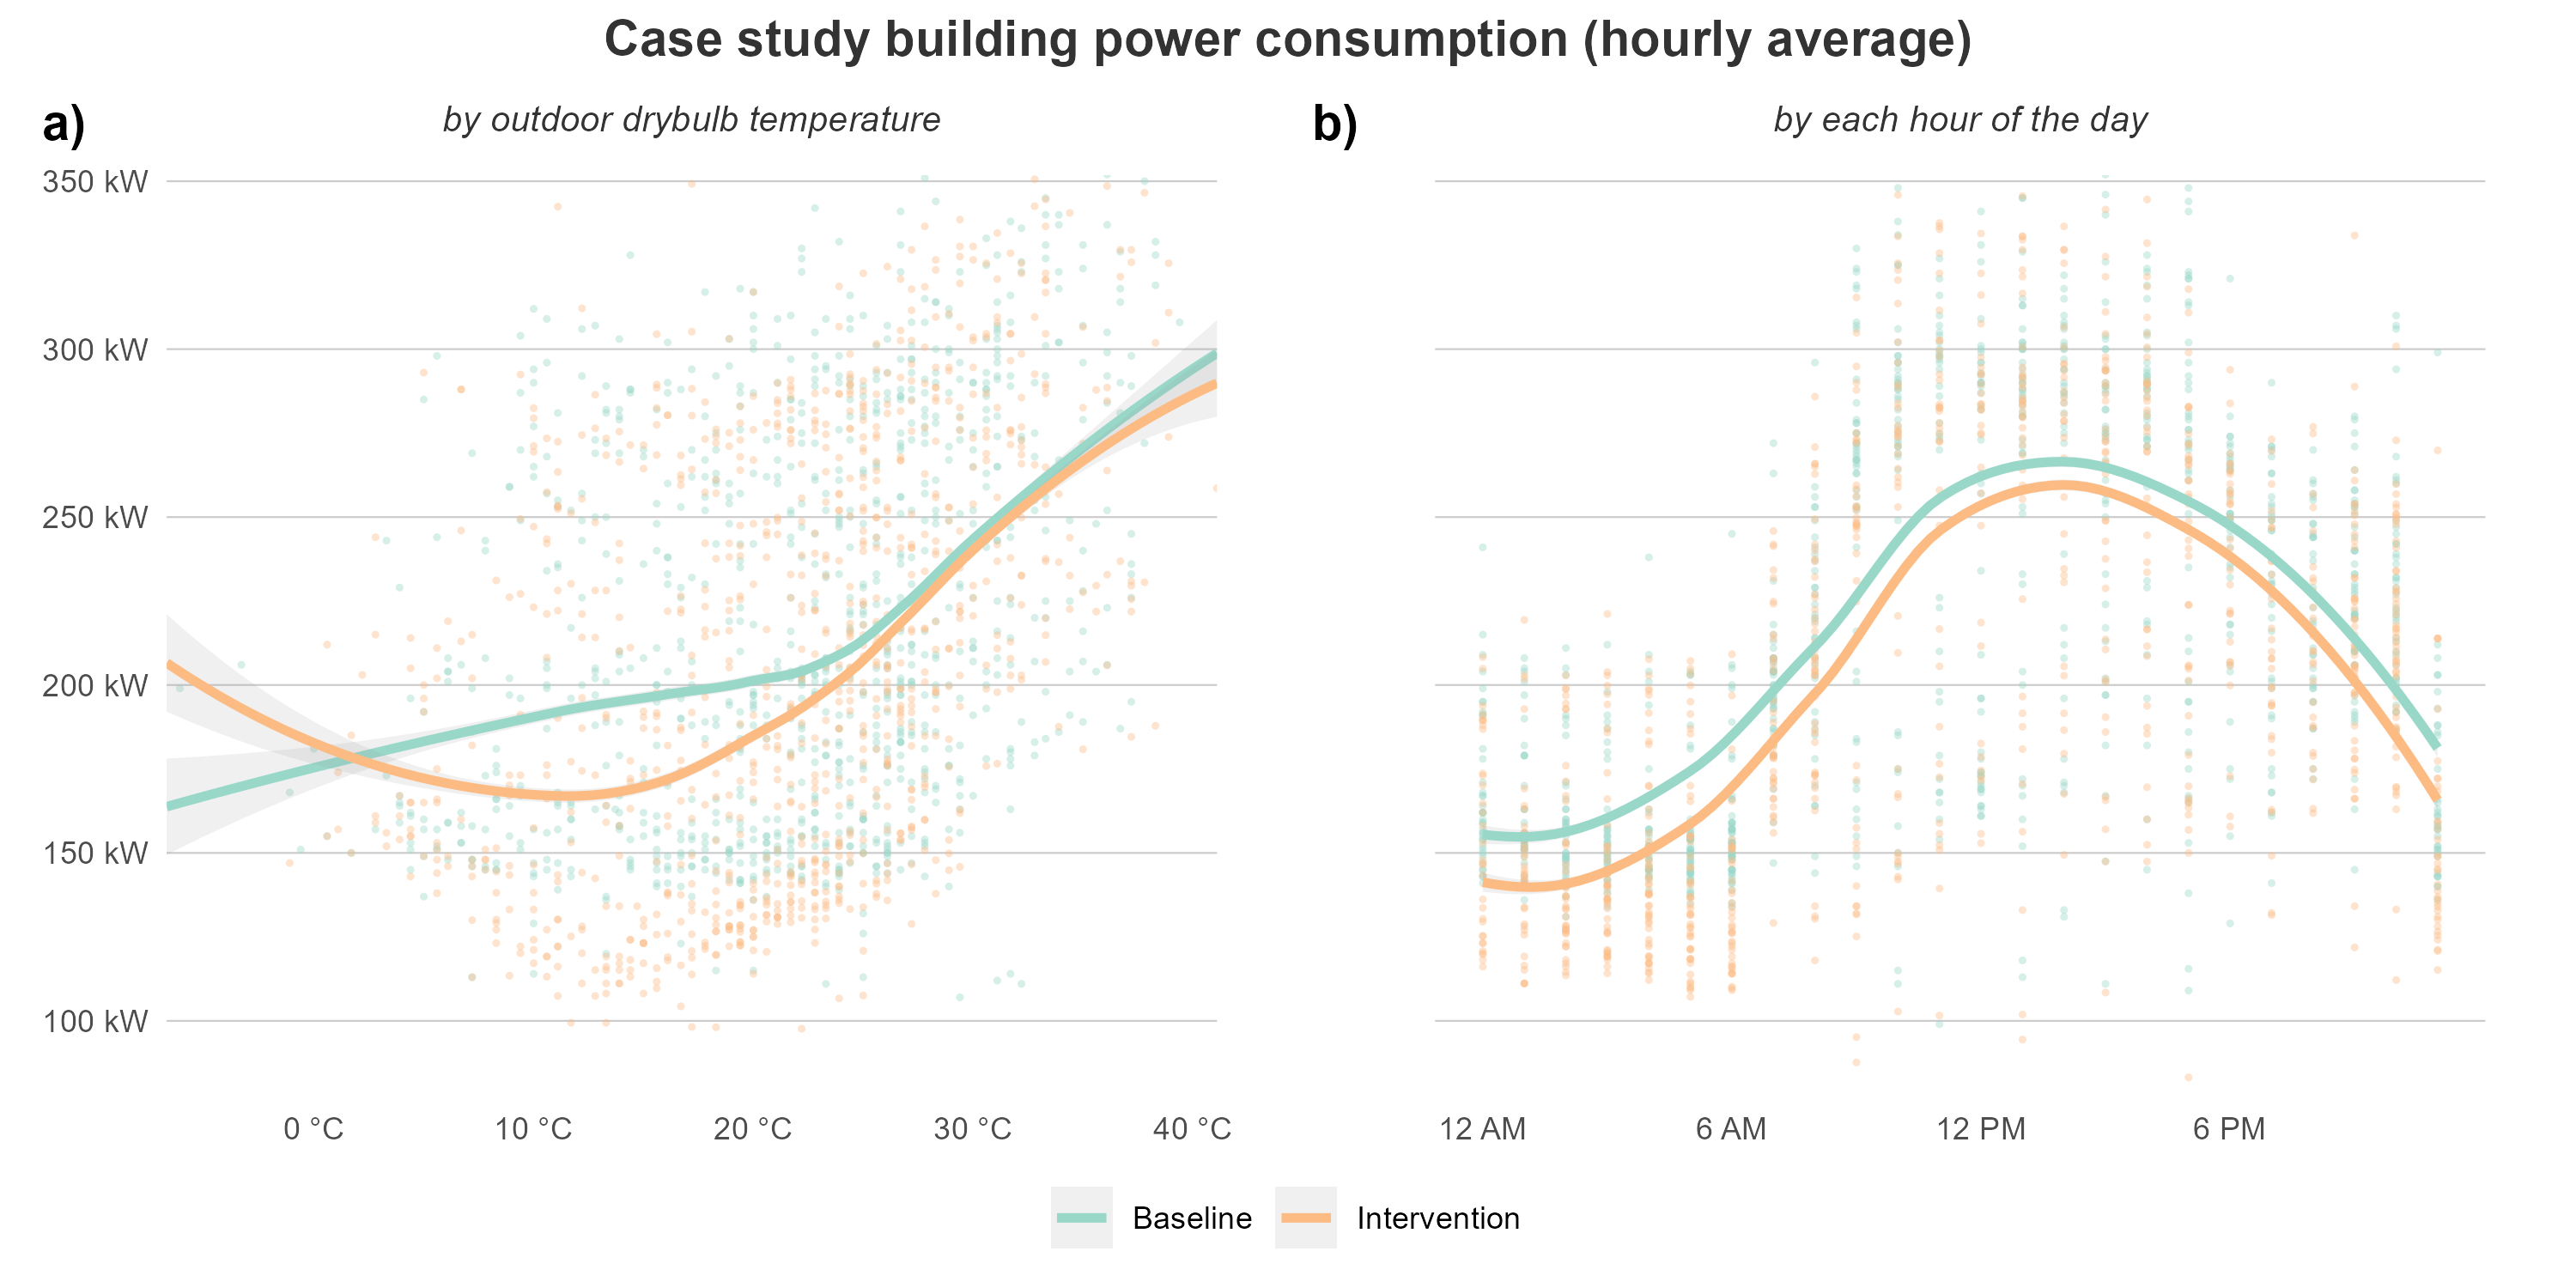 Case study building power consumption (hourly average)
a)
by outdoor drybulb temperature
350 kW
300 kW
250 kW
200 kW
150 kW
100 kW
0 °C
10 °C
20 °C
30 °C
40 °C
b)
by each hour of the day
12 AM
6 AM
12 PM
6 PM
Baseline
Intervention